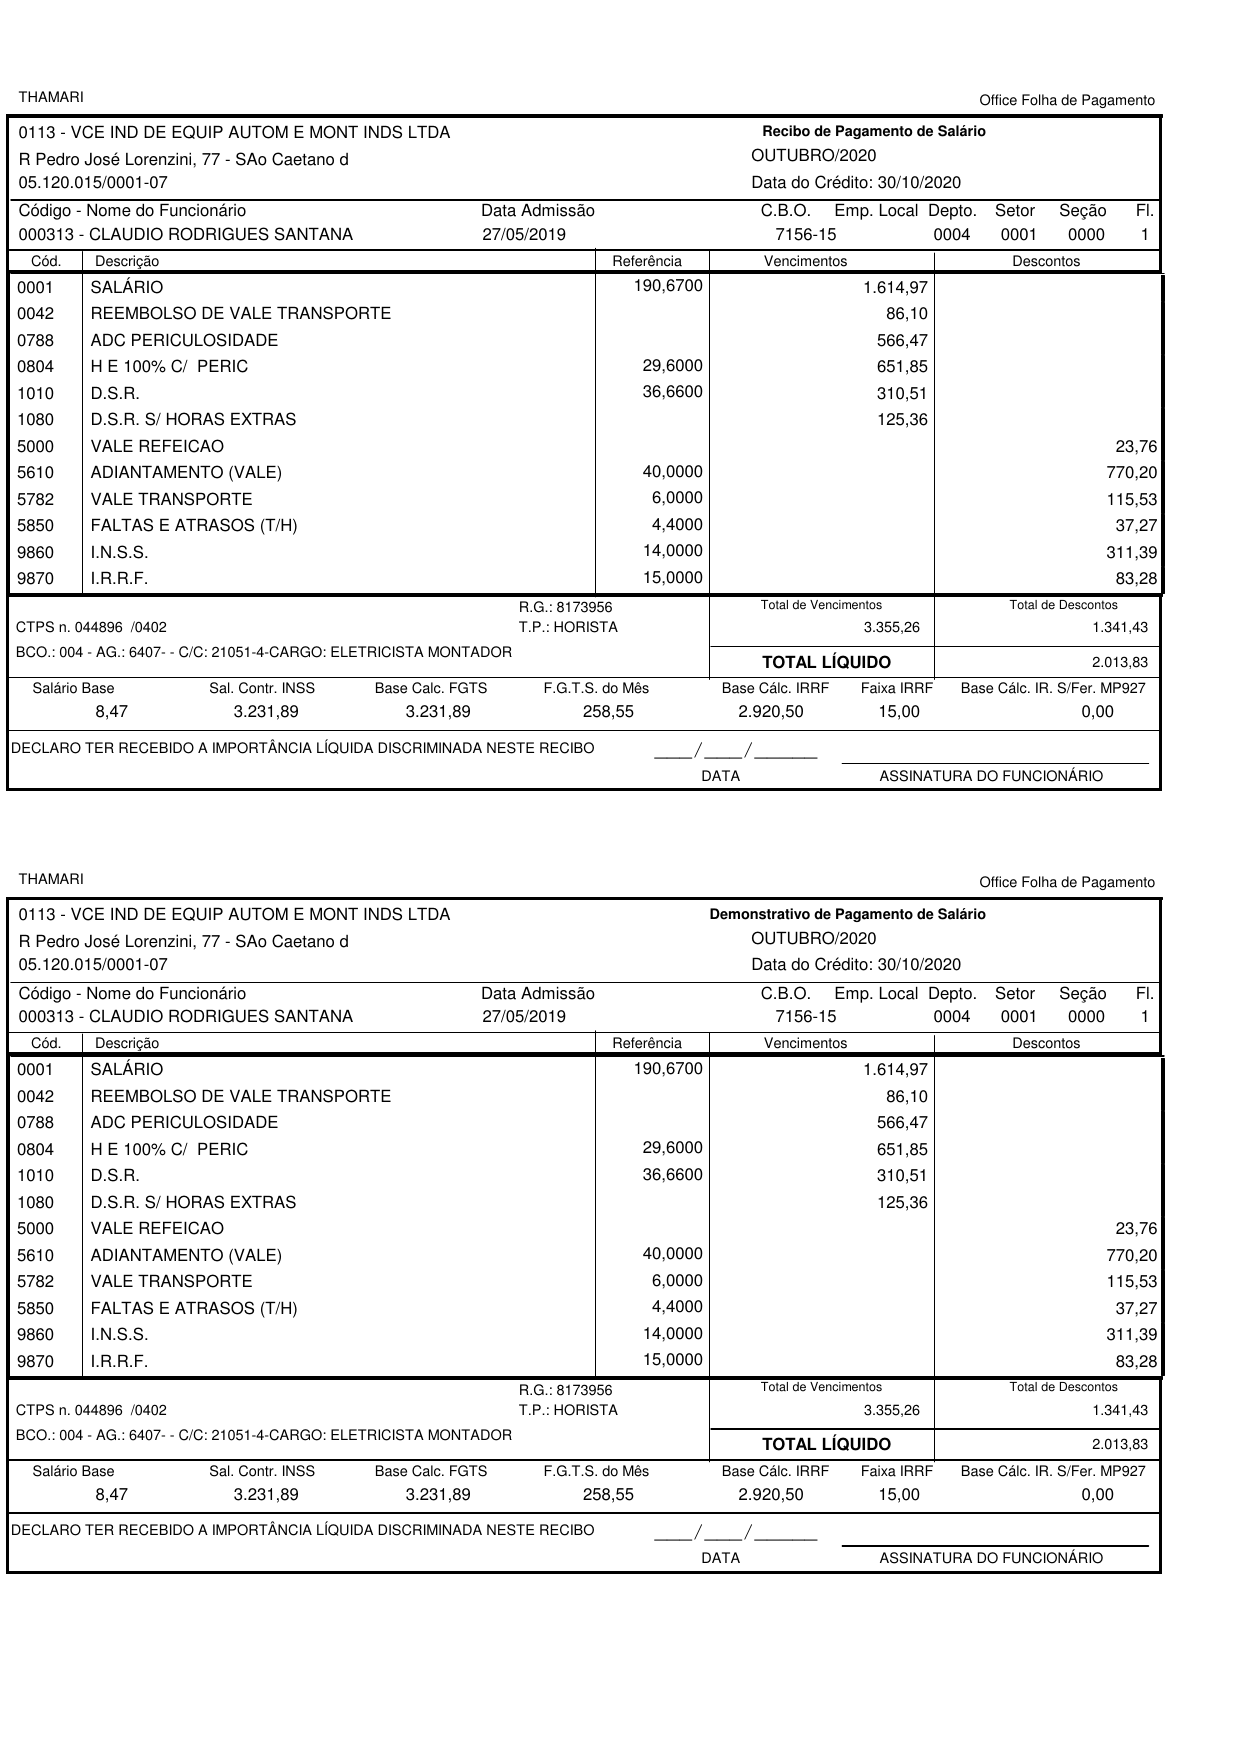 THAMARI
Office Folha de Pagamento
0113 - VCE IND DE EQUIP AUTOM E MONT INDS LTDA Recibo de Pagamento de Salário
R Pedro José Lorenzini, 77 - SAo Caetano d OUTUBRO/2020
05.120.015/0001-07 Data do Crédito: 30/10/2020
Código - Nome do Funcionário Data Admissão C.B.O. Emp. Local Depto. Setor Seção Fl.
000313 - CLAUDIO RODRIGUES SANTANA 27/05/2019 7156-15 0004 0001 0000 1
Cód. Descrição Referência Vencimentos Descontos
0001 SALÁRIO 190,6700 1.614,97
0042 REEMBOLSO DE VALE TRANSPORTE 86,10
0788 ADC PERICULOSIDADE 566,47
0804 H E 100% C/ PERIC 29,6000 651,85
1010 D.S.R. 36,6600 310,51
1080 D.S.R. S/ HORAS EXTRAS 125,36
5000 VALE REFEICAO 23,76
5610 ADIANTAMENTO (VALE) 40,0000 770,20
5782 VALE TRANSPORTE 6,0000 115,53
5850 FALTAS E ATRASOS (T/H) 4,4000 37,27
9860 I.N.S.S. 14,0000 311,39
9870 I.R.R.F. 15,0000 83,28
R.G.: 8173956 Total de Vencimentos Total de Descontos
CTPS n. 044896 /0402 T.P.: HORISTA 3.355,26 1.341,43
BCO.: 004 - AG.: 6407- - C/C: 21051-4-CARGO: ELETRICISTA MONTADOR
TOTAL LÍQUIDO 2.013,83
Salário Base Sal. Contr. INSS Base Calc. FGTS F.G.T.S. do Mês Base Cálc. IRRF Faixa IRRF Base Cálc. IR. S/Fer. MP927
8,47 3.231,89 3.231,89 258,55 2.920,50 15,00 0,00
DECLARO TER RECEBIDO A IMPORTÂNCIA LÍQUIDA DISCRIMINADA NESTE RECIBO ____/____/______
DATA ASSINATURA DO FUNCIONÁRIO
THAMARI
Office Folha de Pagamento
0113 - VCE IND DE EQUIP AUTOM E MONT INDS LTDA Demonstrativo de Pagamento de Salário
R Pedro José Lorenzini, 77 - SAo Caetano d OUTUBRO/2020
05.120.015/0001-07 Data do Crédito: 30/10/2020
Código - Nome do Funcionário Data Admissão C.B.O. Emp. Local Depto. Setor Seção Fl.
000313 - CLAUDIO RODRIGUES SANTANA 27/05/2019 7156-15 0004 0001 0000 1
Cód. Descrição Referência Vencimentos Descontos
0001 SALÁRIO 190,6700 1.614,97
0042 REEMBOLSO DE VALE TRANSPORTE 86,10
0788 ADC PERICULOSIDADE 566,47
0804 H E 100% C/ PERIC 29,6000 651,85
1010 D.S.R. 36,6600 310,51
1080 D.S.R. S/ HORAS EXTRAS 125,36
5000 VALE REFEICAO 23,76
5610 ADIANTAMENTO (VALE) 40,0000 770,20
5782 VALE TRANSPORTE 6,0000 115,53
5850 FALTAS E ATRASOS (T/H) 4,4000 37,27
9860 I.N.S.S. 14,0000 311,39
9870 I.R.R.F. 15,0000 83,28
R.G.: 8173956 Total de Vencimentos Total de Descontos
CTPS n. 044896 /0402 T.P.: HORISTA 3.355,26 1.341,43
BCO.: 004 - AG.: 6407- - C/C: 21051-4-CARGO: ELETRICISTA MONTADOR
TOTAL LÍQUIDO 2.013,83
Salário Base Sal. Contr. INSS Base Calc. FGTS F.G.T.S. do Mês Base Cálc. IRRF Faixa IRRF Base Cálc. IR. S/Fer. MP927
8,47 3.231,89 3.231,89 258,55 2.920,50 15,00 0,00
DECLARO TER RECEBIDO A IMPORTÂNCIA LÍQUIDA DISCRIMINADA NESTE RECIBO ____/____/______
DATA ASSINATURA DO FUNCIONÁRIO